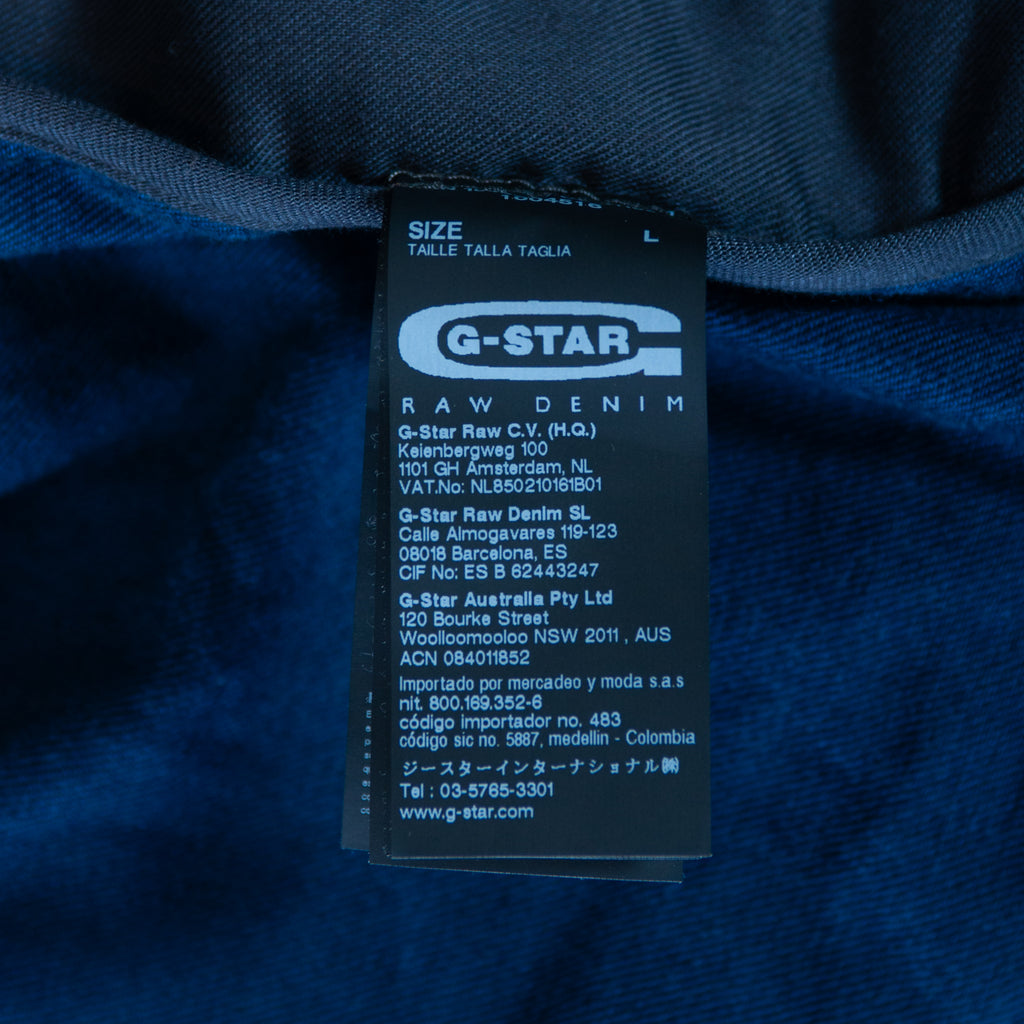 SIZE L
TAILLE TALLA TAGLIA
G-STAR
RAW DENIM
G-Star Raw C.V. (H.Q.)
Keienbergweg 100
1101 GH Amsterdam, NL
VAT.No: NL850210161B01
G-Star Raw Denim SL
Calle Almogavares 119-123
08018 Barcelona, ES
CIF No: ES B 62443247
G-Star Australia Pty Ltd
120 Bourke Street
Woolloomooloo NSW 2011 , AUS
ACN 084011852
Importado por mercadeo y moda s.a.s
nit. 800.169.352-6
código importador no. 483
código sic no. 5887, medellin - Colombia
ジースターインターナショナル㈱
Tel : 03-5765-3301
www.g-star.com